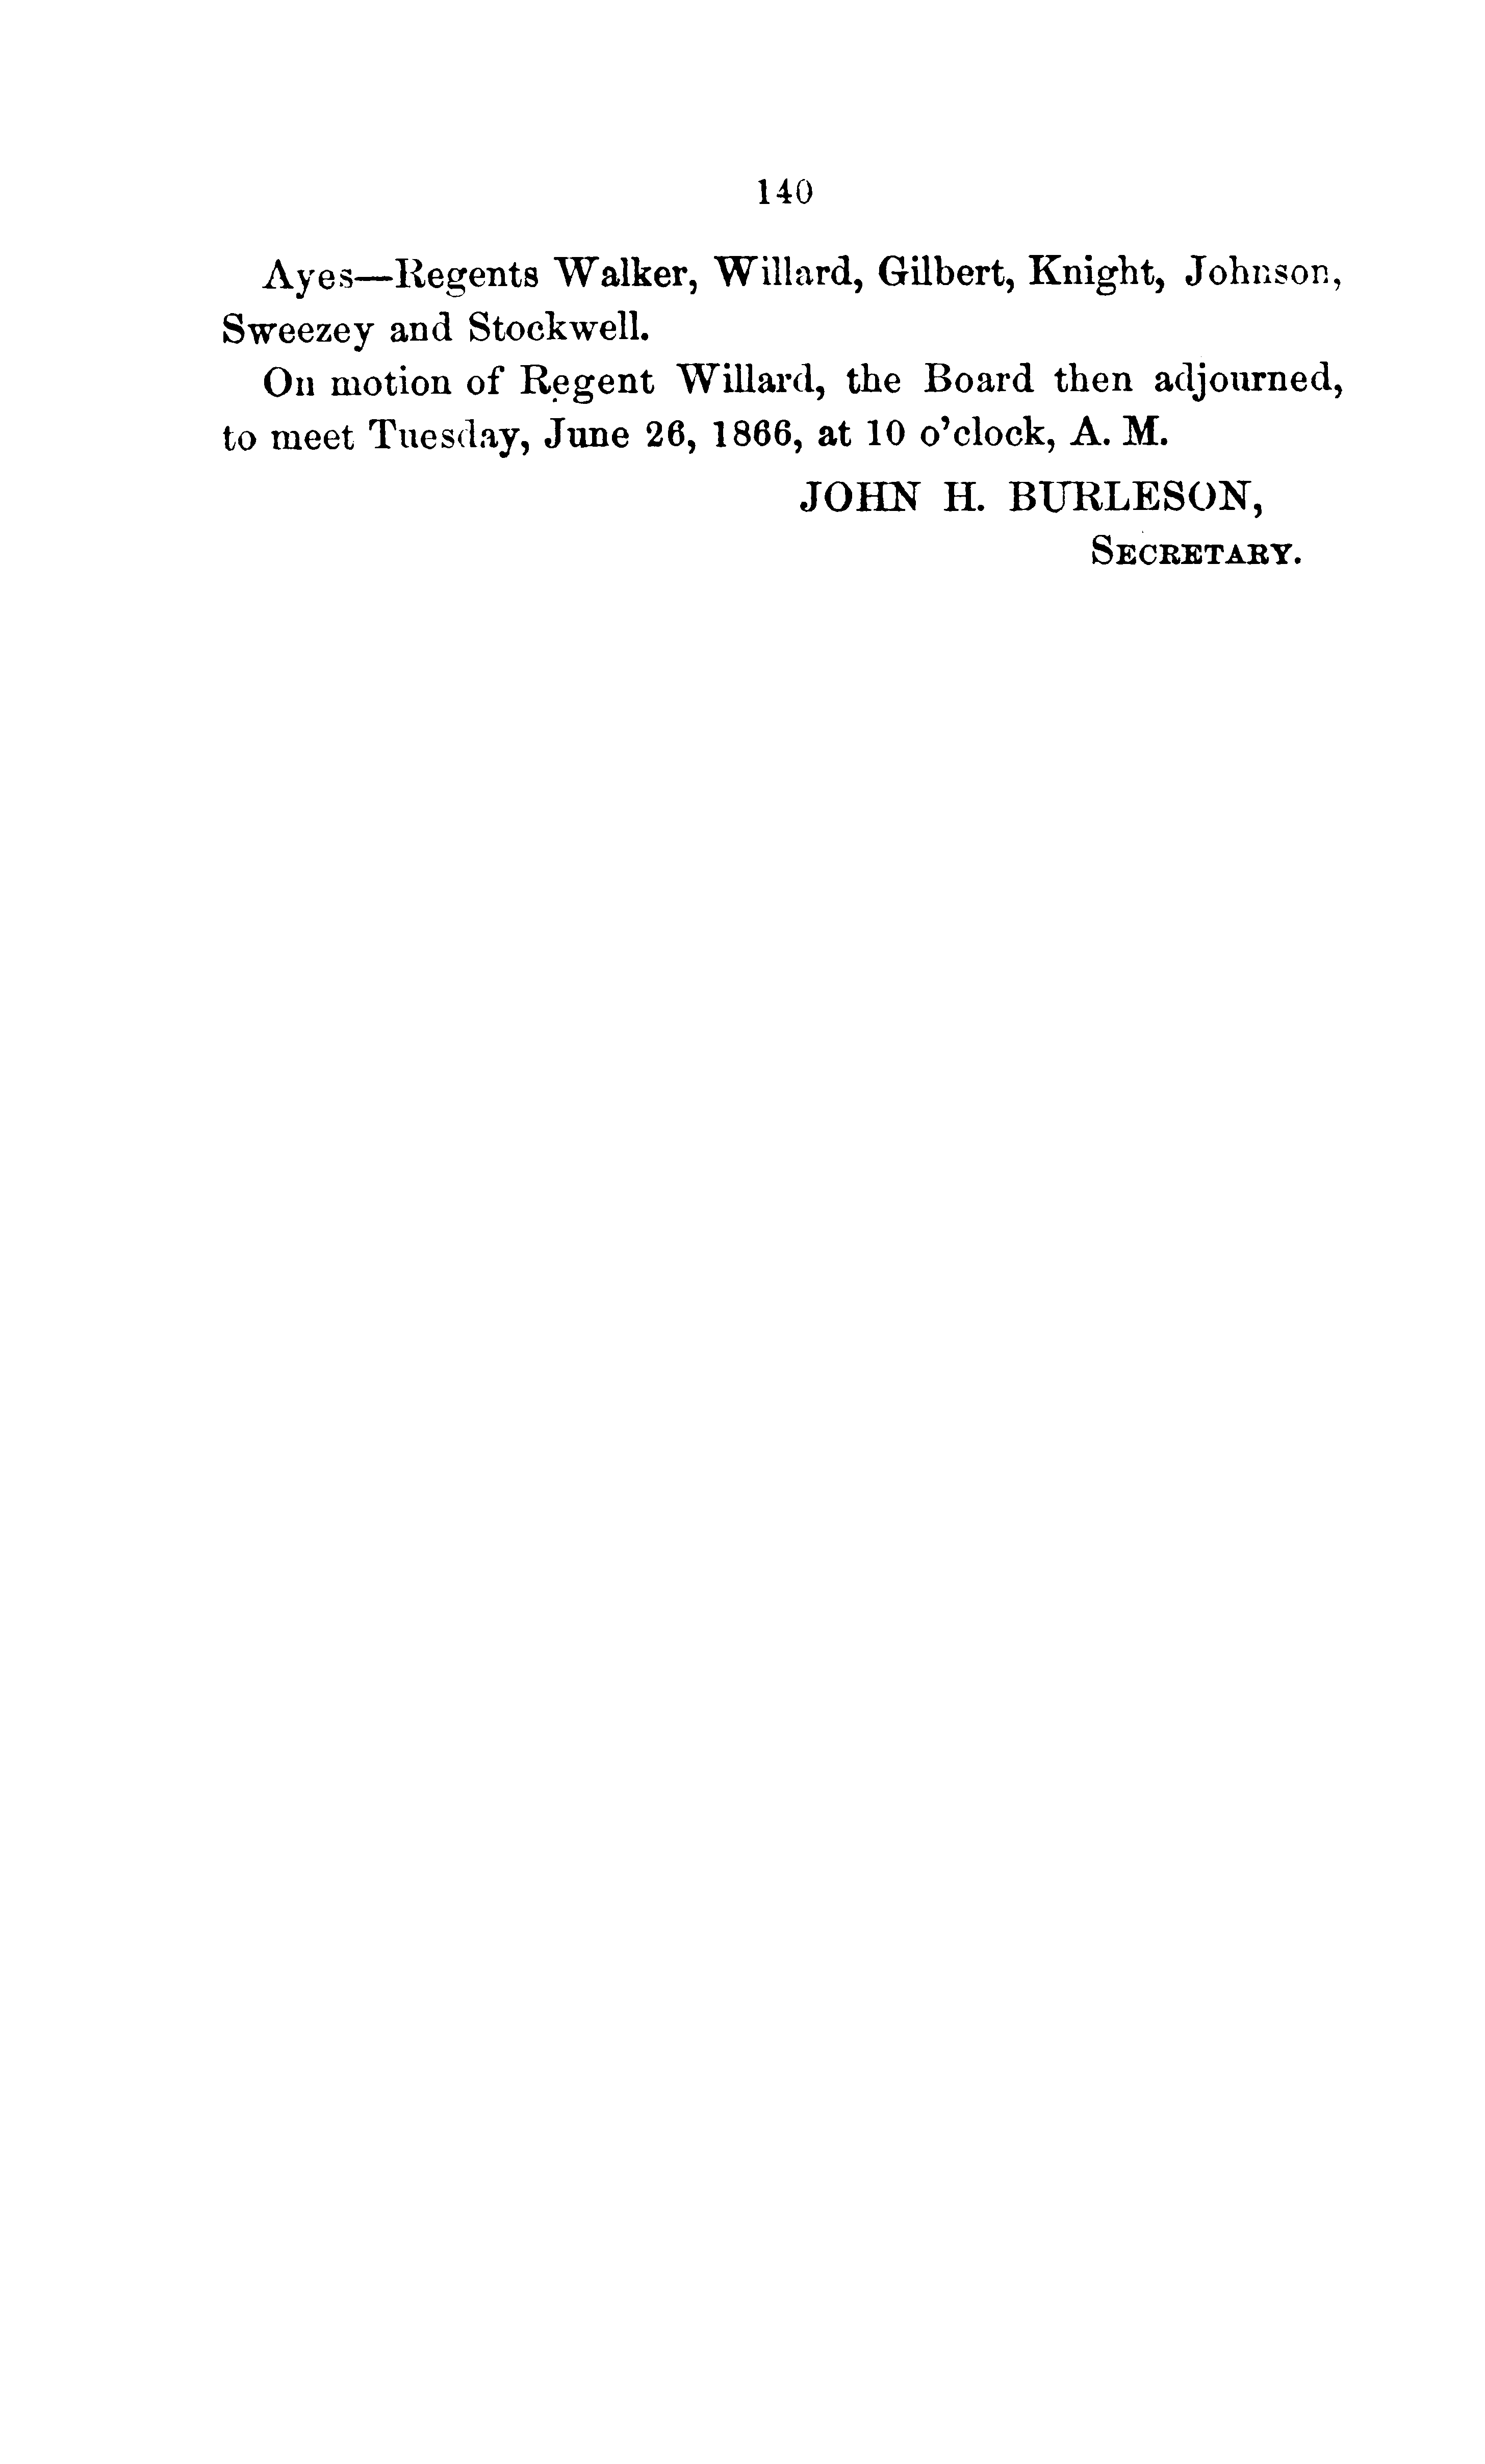 140
Ayes—Regents Walker, Willard, Gilbert, Knight, Johnson,
Sweezey and Stockwell.
On motion of Regent Willard, the Board then adjourned,
to meet Tuesday, June 26, 1866, at 10 o'clock, A. M.
JOHN H. BURLESON,
SECRETARY.